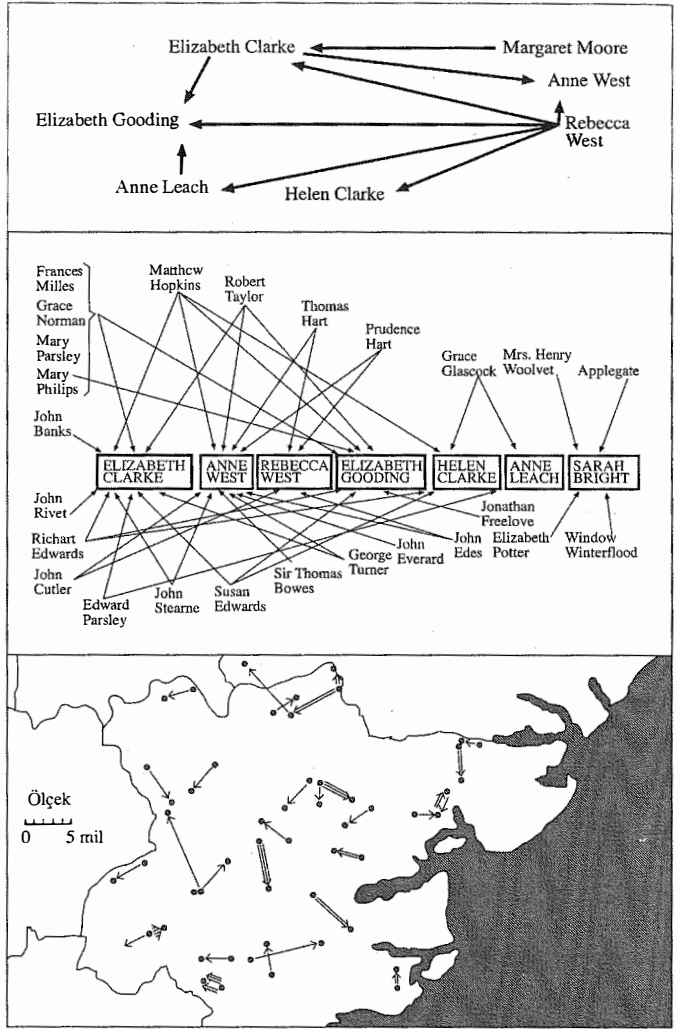 Elizabeth Clarke
Margaret Moore
Anne West
Elizabeth Gooding
Rebecca
West
Anne Leach
Helen Clarke
Frances
Milles
Grace
Norman
Mary
Parsley
Mary
Philips
John
Banks
Matthew
Hopkins
Robert
Taylor
Thomas
Hart
Prudence
Hart
Grace
Glascock
Mrs. Henry
Woolvet
Applegate
ELIZABETH
CLARKE
ANNE
WEST
REBECCA
WEST
ELIZABETH
GOODING
HELEN
CLARKE
ANNE
LEACH
SARAH
BRIGHT
John
Rivet
Richart
Edwards
John
Cutler
Edward
Parsley
John
Stearne
Susan
Edwards
Sir Thomas
Bowes
George
Turner
John
Everard
John
Edes
Jonathan
Freelove
Elizabeth
Potter
Window
Winterflood
Ölçek
0 5 mil